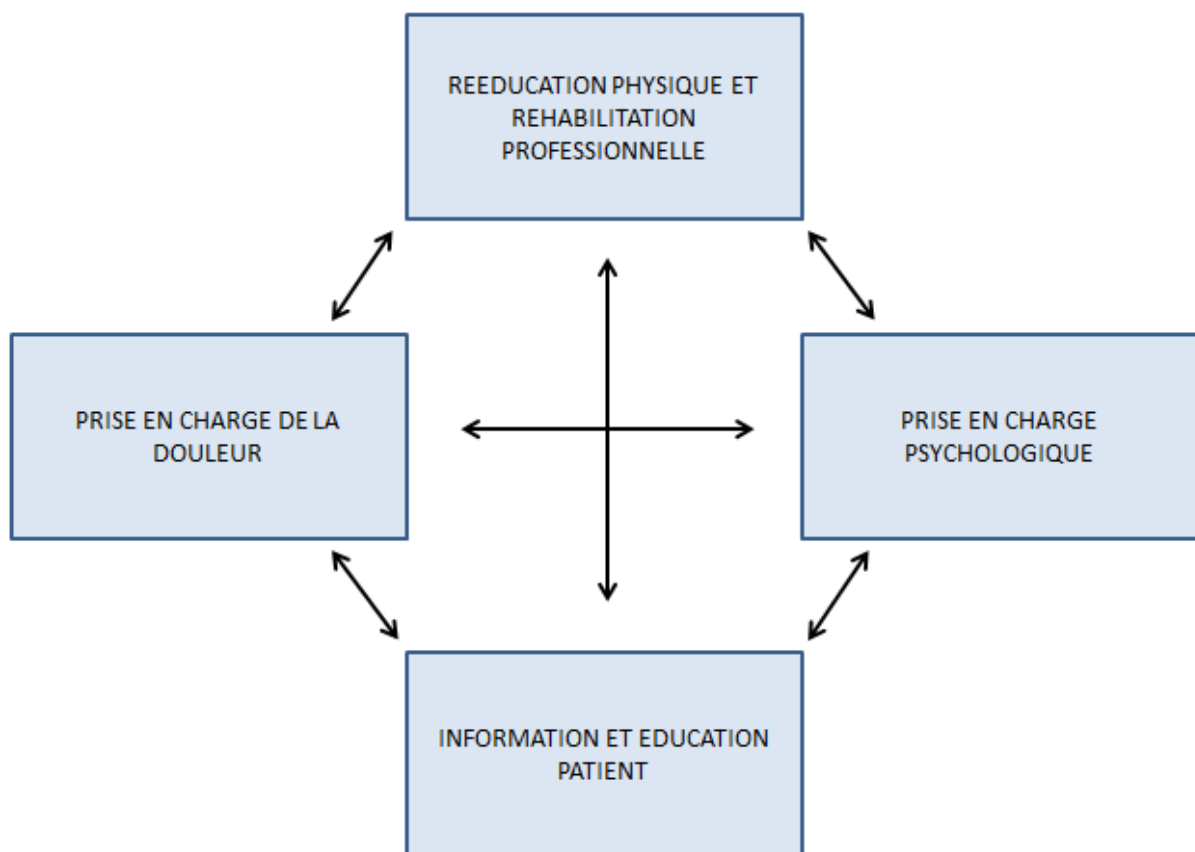 REEDUCATION PHYSIQUE ET
REHABILITATION
PROFESSIONNELLE
PRISE EN CHARGE DE LA
DOULEUR
PRISE EN CHARGE
PSYCHOLOGIQUE
INFORMATION ET EDUCATION
PATIENT